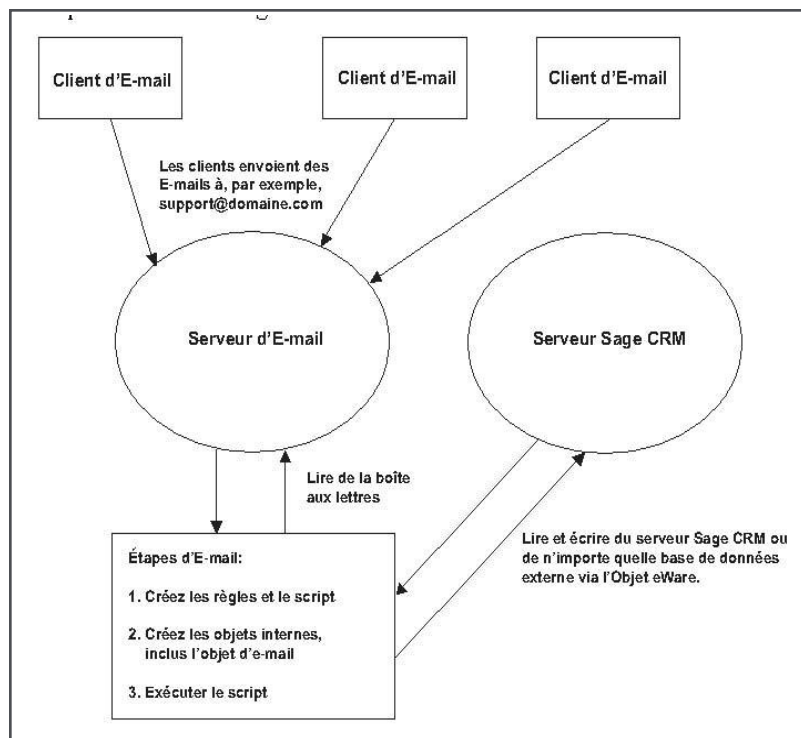 Client d'E-mail
Client d'E-mail
Client d'E-mail
Les clients envoient des
E-mails à, par exemple,
support@domaine.com
Serveur d'E-mail
Serveur Sage CRM
Lire de la boîte
aux lettres
Étapes d'E-mail:
1. Créez les règles et le script
2. Créez les objets internes,
inclus l'objet d'e-mail
3. Exécuter le script
Lire et écrire du serveur Sage CRM ou
de n'importe quelle base de données
externe via l'Objet eWare.